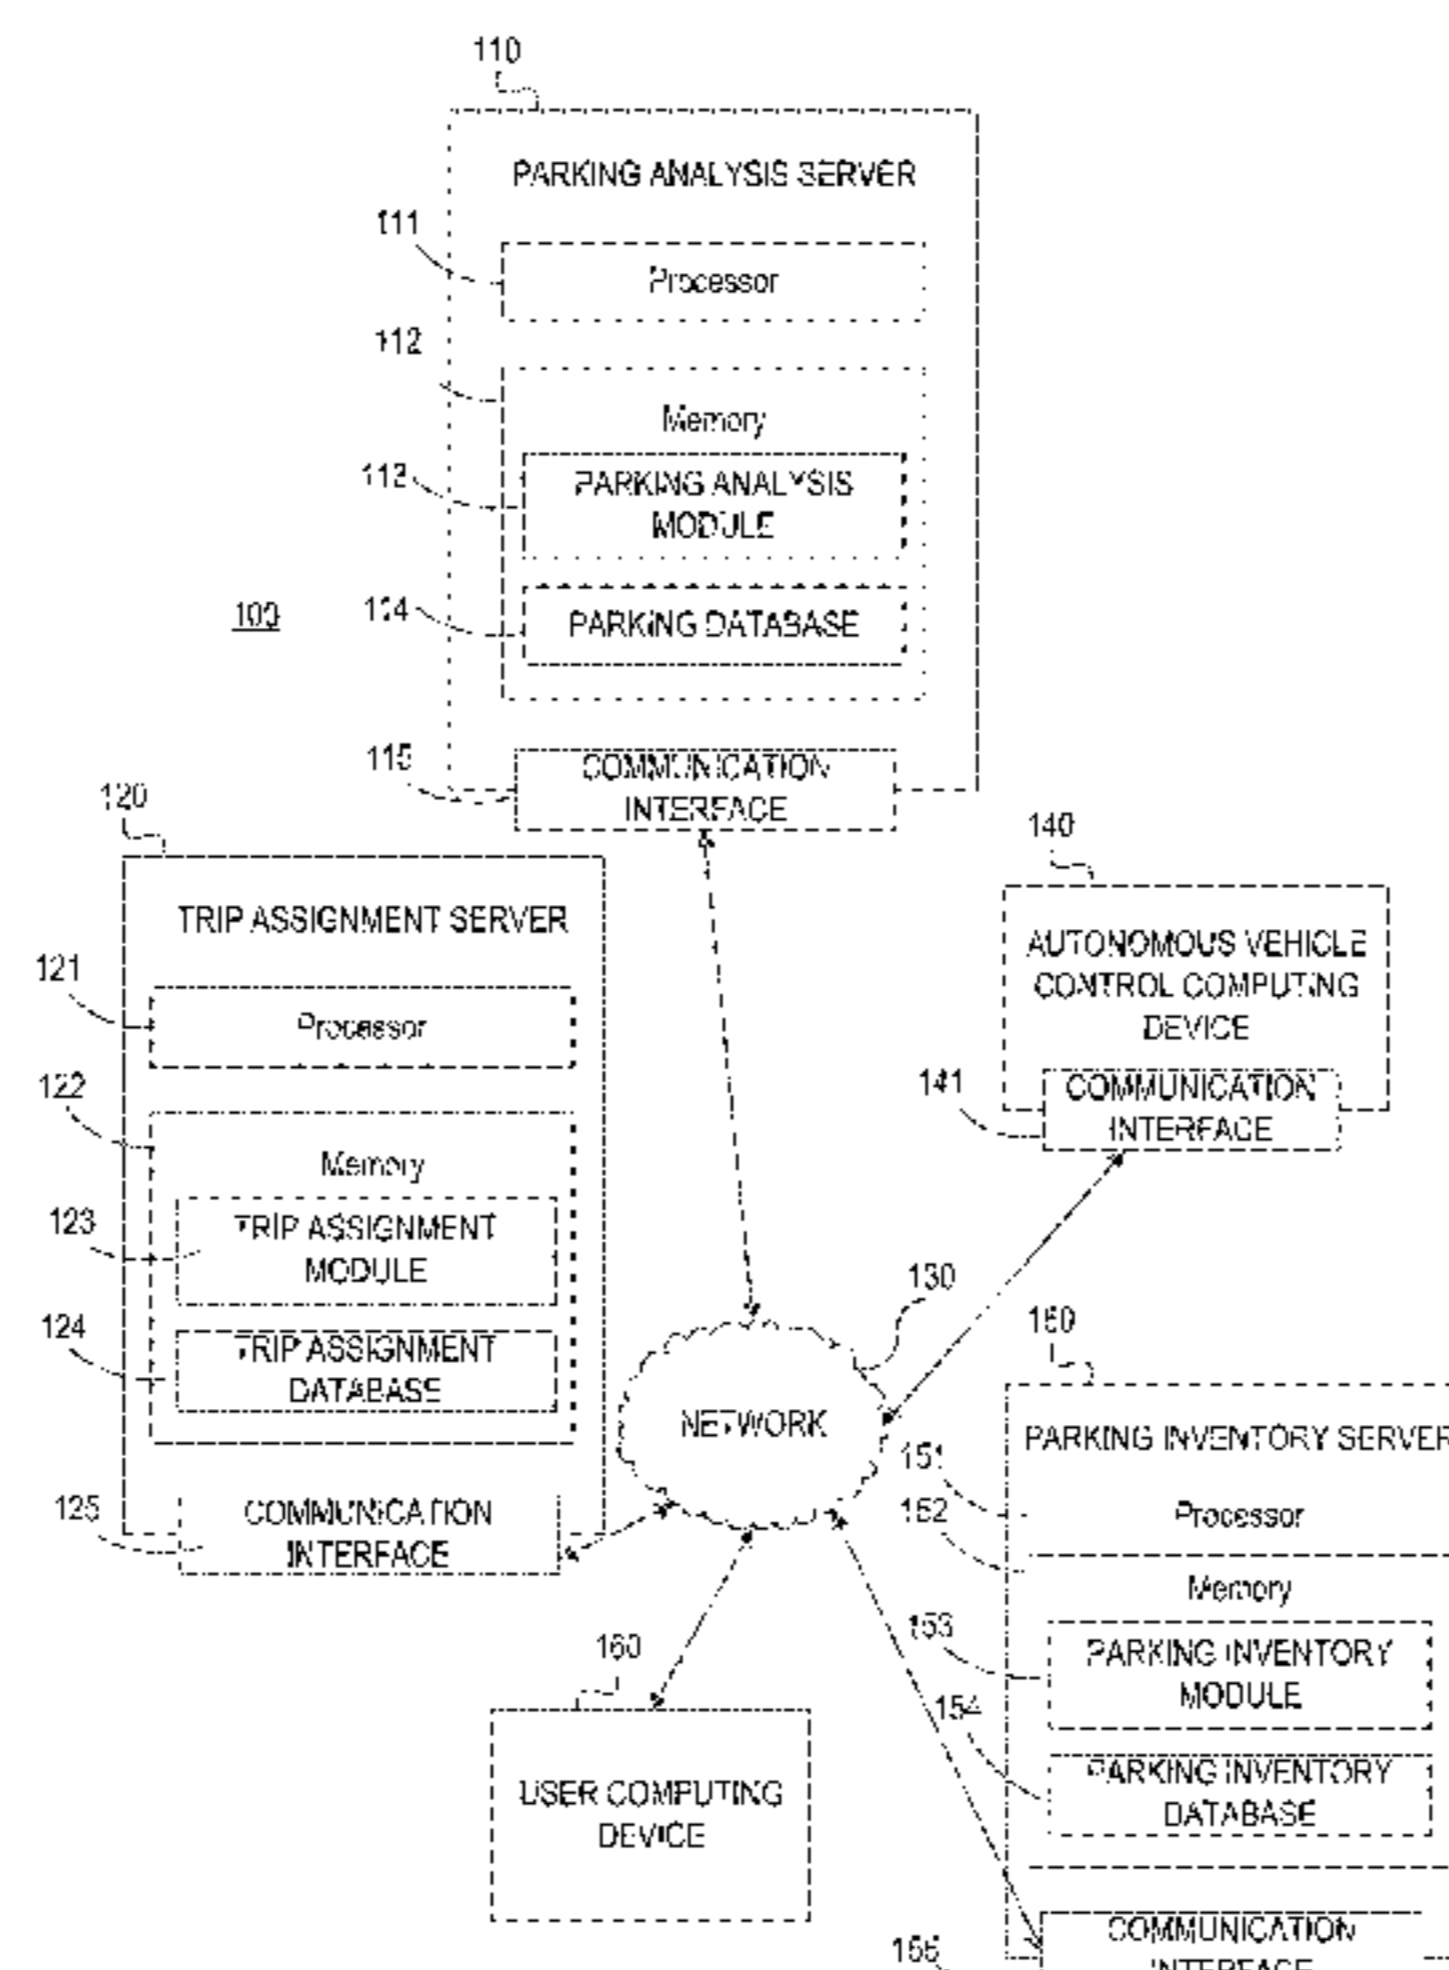 110
PARKING ANALYSIS SERVER
111
Processor
112
Memory
113
PARKING ANALYSIS
MODULE
100
114
PARKING DATABASE
115
COMMUNICATION
INTERFACE
120
TRIP ASSIGNMENT SERVER
121
Processor
122
Memory
123
TRIP ASSIGNMENT
MODULE
124
TRIP ASSIGNMENT
DATABASE
125
COMMUNICATION
INTERFACE
140
AUTONOMOUS VEHICLE
CONTROL COMPUTING
DEVICE
141
COMMUNICATION
INTERFACE
130
NETWORK
150
PARKING INVENTORY SERVER
151
Processor
152
Memory
153
PARKING INVENTORY
MODULE
154
PARKING INVENTORY
DATABASE
155
COMMUNICATION
INTERFACE
160
USER COMPUTING
DEVICE